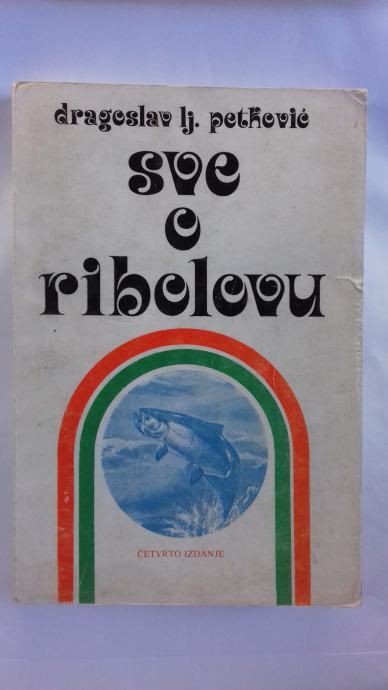 dragoslav lj. petković
sve
o
ribolovu
ČETVRTO IZDANJE